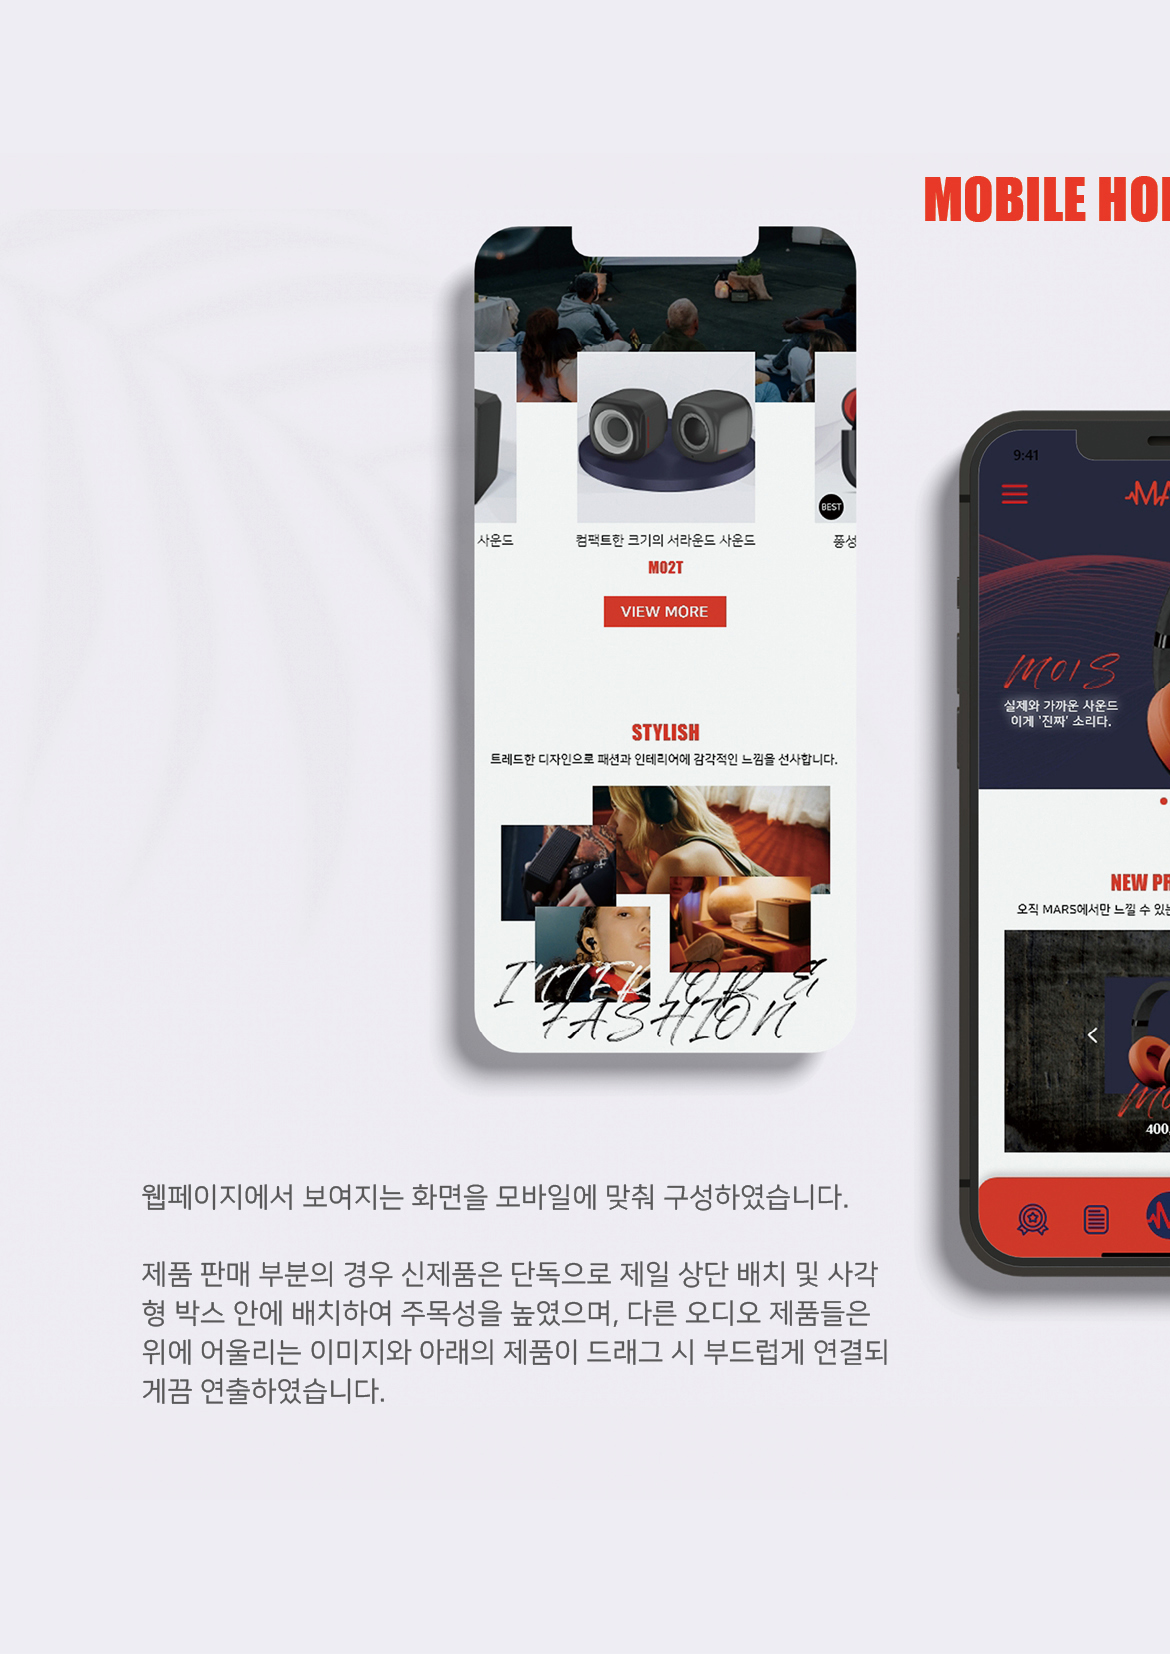 MOBILE HO
사운드
컴팩트한 크기의 서라운드 사운드
풍성
BEST
M02T
VIEW MORE
STYLISH
트레드한 디자인으로 패션과 인테리어에 감각적인 느낌을 선사합니다.
INTERIOR &
FASHION
9:41
MA
M01S
실제와 가까운 사운드
이게 '진짜' 소리다.
NEW PR
오직 MARS에서만 느낄 수 있는
400,
웹페이지에서 보여지는 화면을 모바일에 맞춰 구성하였습니다.
제품 판매 부분의 경우 신제품은 단독으로 제일 상단 배치 및 사각
형 박스 안에 배치하여 주목성을 높였으며, 다른 오디오 제품들은
위에 어울리는 이미지와 아래의 제품이 드래그 시 부드럽게 연결되
게끔 연출하였습니다.